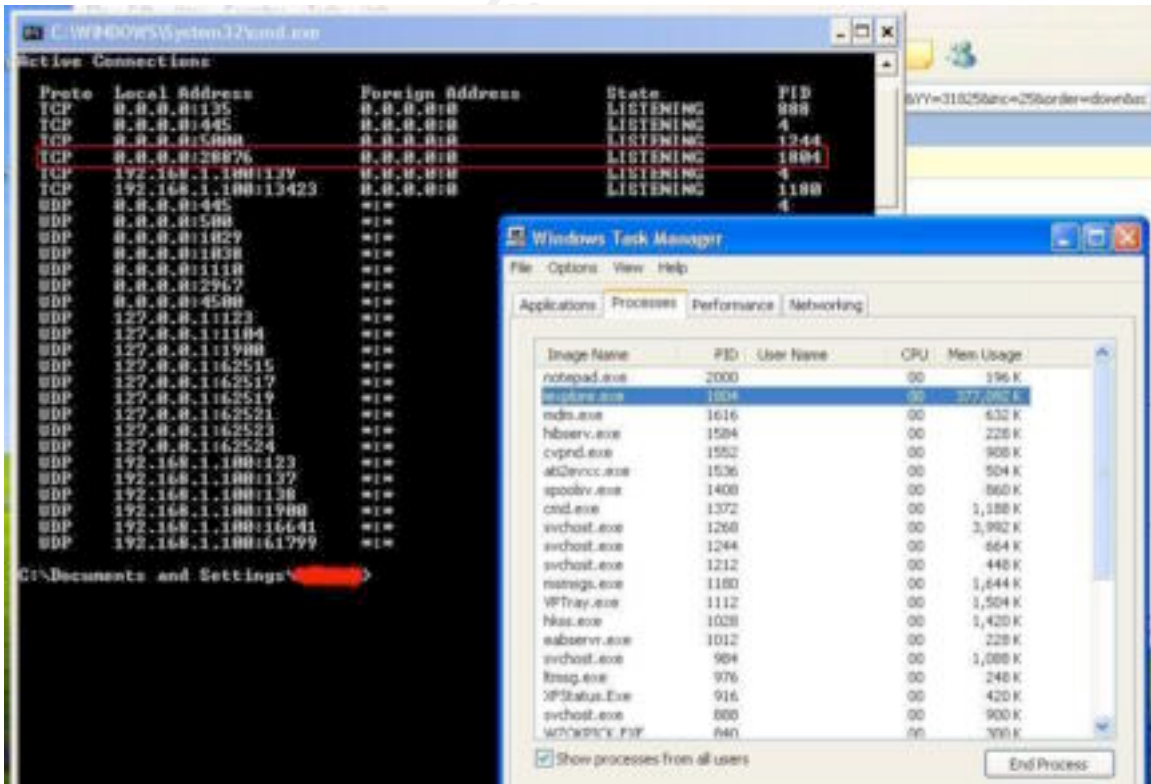 C:\WINDOWS\System32\cmd.exe
Active Connections
Proto Local Address Foreign Address State PID
TCP 0.0.0.0:135 0.0.0.0:0 LISTENING 888
TCP 0.0.0.0:445 0.0.0.0:0 LISTENING 4
TCP 0.0.0.0:5000 0.0.0.0:0 LISTENING 1244
TCP 0.0.0.0:28876 0.0.0.0:0 LISTENING 1804
TCP 192.168.1.100:139 0.0.0.0:0 LISTENING 4
TCP 192.168.1.100:13423 0.0.0.0:0 LISTENING 1180
UDP 0.0.0.0:445 *:* 4
UDP 0.0.0.0:500 *:*
UDP 0.0.0.0:1029 *:*
UDP 0.0.0.0:1038 *:*
UDP 0.0.0.0:1110 *:*
UDP 0.0.0.0:2967 *:*
UDP 0.0.0.0:4500 *:*
UDP 127.0.0.1:123 *:*
UDP 127.0.0.1:1104 *:*
UDP 127.0.0.1:1900 *:*
UDP 127.0.0.1:62515 *:*
UDP 127.0.0.1:62517 *:*
UDP 127.0.0.1:62519 *:*
UDP 127.0.0.1:62521 *:*
UDP 127.0.0.1:62523 *:*
UDP 127.0.0.1:62524 *:*
UDP 192.168.1.100:123 *:*
UDP 192.168.1.100:137 *:*
UDP 192.168.1.100:138 *:*
UDP 192.168.1.100:1900 *:*
UDP 192.168.1.100:16641 *:*
UDP 192.168.1.100:61799 *:*
C:\Documents and Settings\ >
&YY=31825&inc=25&order=down&
Windows Task Manager
File Options View Help
Applications Processes Performance Networking
Image Name PID User Name CPU Mem Usage
notepad.exe 2000 00 196 K
iexplore.exe 1804 00 377,092 K
mdm.exe 1616 00 632 K
hibserv.exe 1584 00 228 K
cvpnd.exe 1552 00 908 K
ati2evxx.exe 1536 00 504 K
spoolsv.exe 1408 00 860 K
cmd.exe 1372 00 1,188 K
svchost.exe 1260 00 3,992 K
svchost.exe 1244 00 664 K
svchost.exe 1212 00 448 K
msmsgs.exe 1180 00 1,644 K
VPTray.exe 1112 00 1,504 K
hkss.exe 1028 00 1,420 K
eabservr.exe 1012 00 228 K
svchost.exe 984 00 1,088 K
ltmsg.exe 976 00 248 K
XPStatus.Exe 916 00 420 K
svchost.exe 888 00 900 K
WZQKPICK.EXE 840 00 300 K
Show processes from all users
End Process